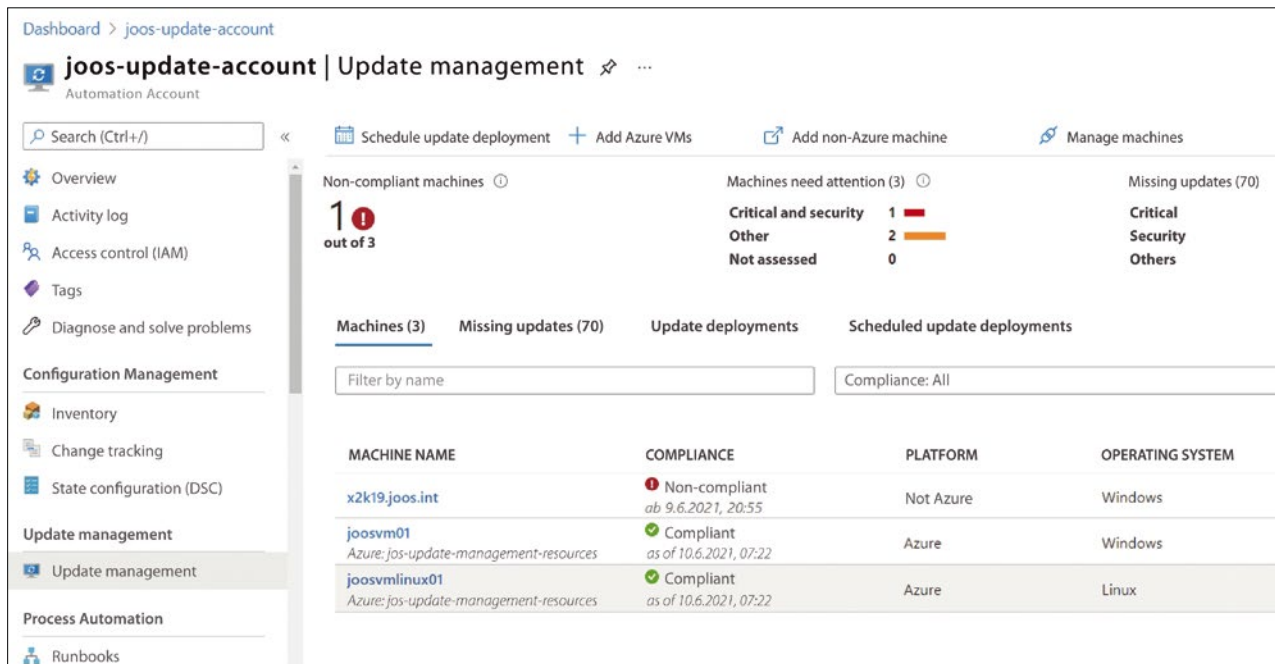 Dashboard > joos-update-account
joos-update-account | Update management ...
Automation Account
Search (Ctrl+/) «
Overview
Activity log
Access control (IAM)
Tags
Diagnose and solve problems
Configuration Management
Inventory
Change tracking
State configuration (DSC)
Update management
Update management
Process Automation
Runbooks
Schedule update deployment + Add Azure VMs Add non-Azure machine Manage machines
Non-compliant machines
1
out of 3
Machines need attention (3)
Critical and security 1
Other 2
Not assessed 0
Missing updates (70)
Critical
Security
Others
Machines (3) Missing updates (70) Update deployments Scheduled update deployments
Filter by name Compliance: All
MACHINE NAME COMPLIANCE PLATFORM OPERATING SYSTEM
x2k19.joos.int Non-compliant Not Azure Windows
ab 9.6.2021, 20:55
joosvm01 Compliant Azure Windows
Azure: jos-update-management-resources as of 10.6.2021, 07:22
joosvmlinux01 Compliant Azure Linux
Azure: jos-update-management-resources as of 10.6.2021, 07:22